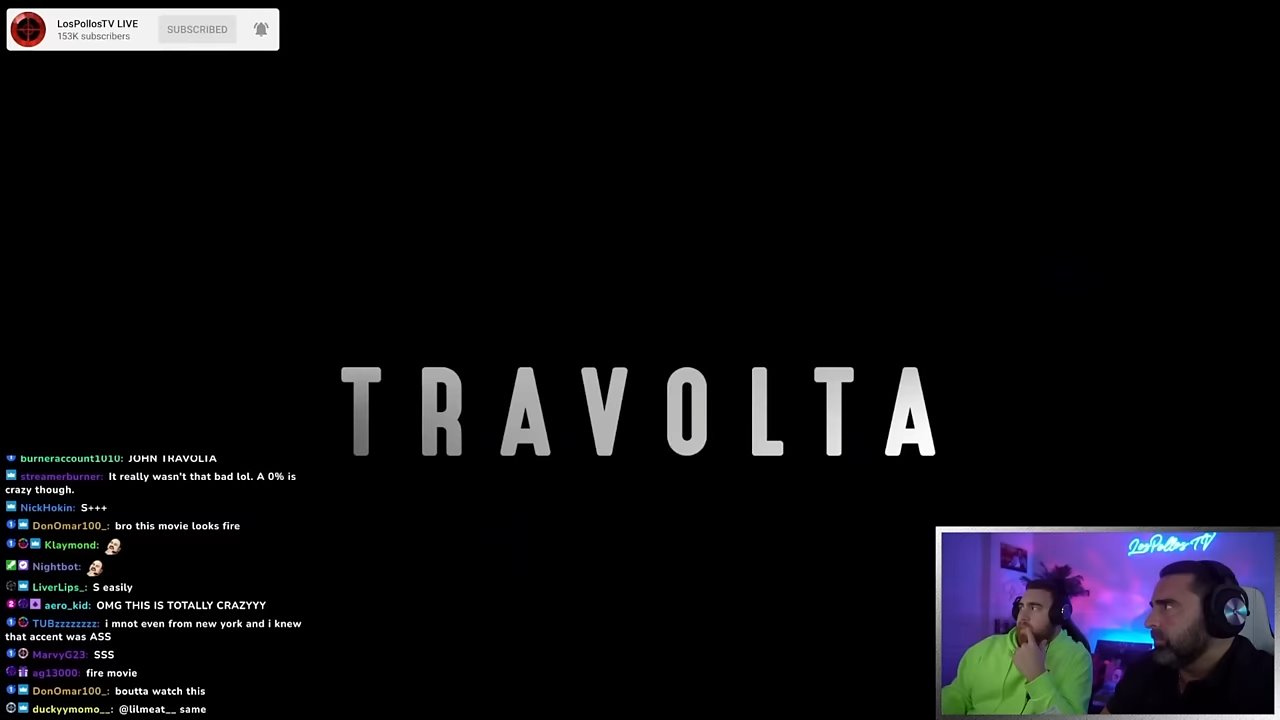 LosPollosTV LIVE
153K subscribers
SUBSCRIBED
TRAVOLTA
burneraccount1010: JOHN TRAVOLTA
streamerburner: It really wasn't that bad lol. A 0% is
crazy though.
NickHokin: S+++
DonOmar100_: bro this movie looks fire
Klaymond:
Nightbot:
LiverLips_: S easily
aero_kid: OMG THIS IS TOTALLY CRAZYYY
TUBzzzzzzzz: i mnot even from new york and i knew
that accent was ASS
MarvyG23: SSS
ag13000: fire movie
DonOmar100_: boutta watch this
duckyymomo__: @lilmeat__ same
LosPollos TV